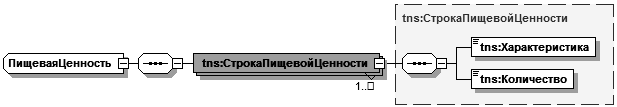 tns:СтрокаПищевойЦенности
ПищеваяЦенность
tns:СтрокаПищевойЦенности
1..□
tns:Характеристика
tns:Количество